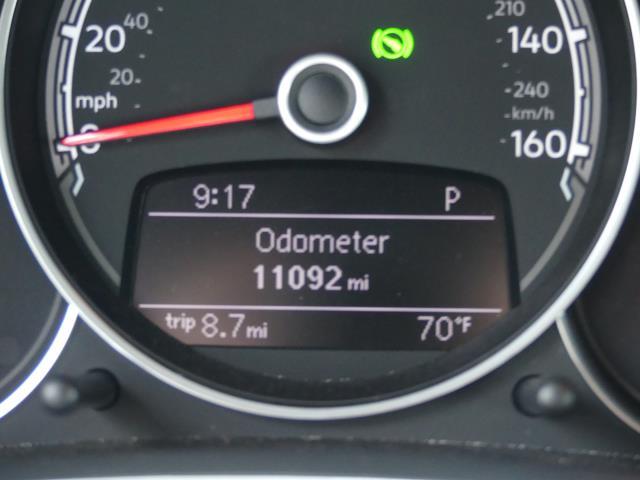 210
40
20 140
20 240
mph km/h
0 160
9:17 P
Odometer
11092 mi
trip 8.7 mi 70°F